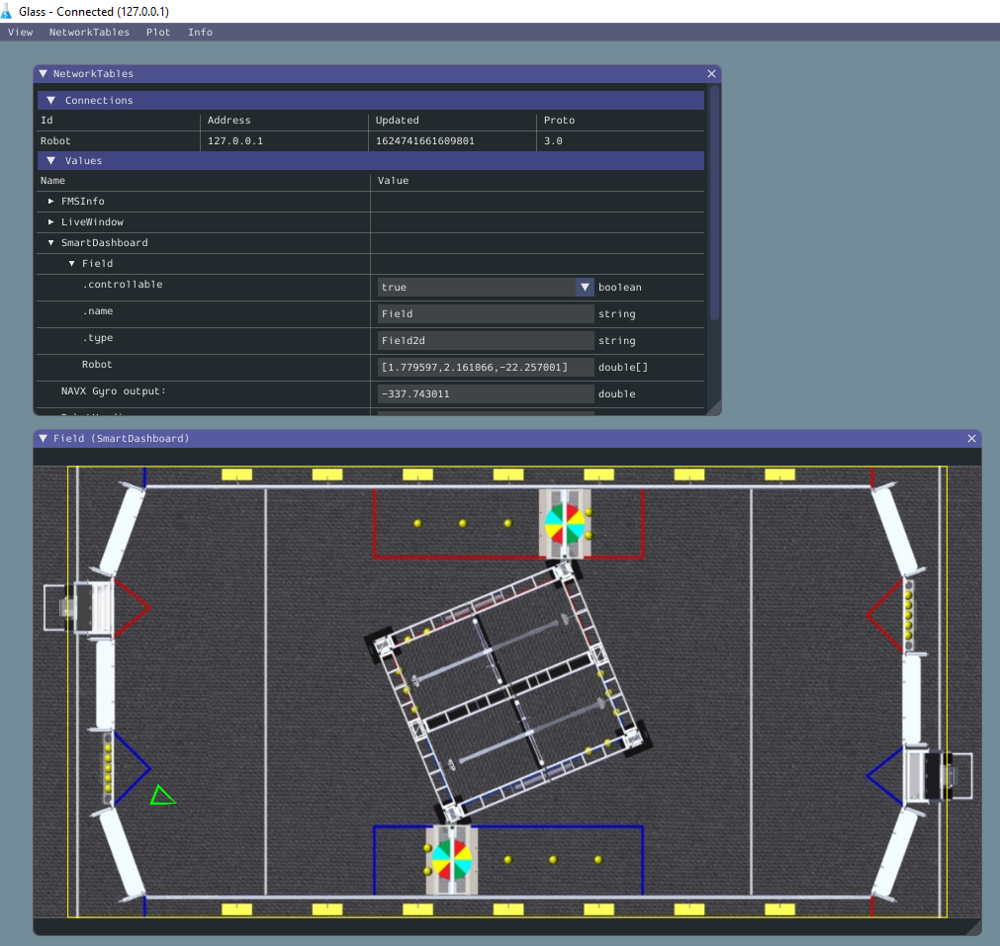 Glass - Connected (127.0.0.1)
View NetworkTables Plot Info
NetworkTables
Connections
Id Address Updated Proto
Robot 127.0.0.1 1624741661609801 3.0
Values
Name Value
FMSInfo
LiveWindow
SmartDashboard
Field
.controllable true boolean
.name Field string
.type Field2d string
Robot [1.779597,2.161066,-22.257001] double[]
NAVX Gyro output: -337.743011 double
Field (SmartDashboard)